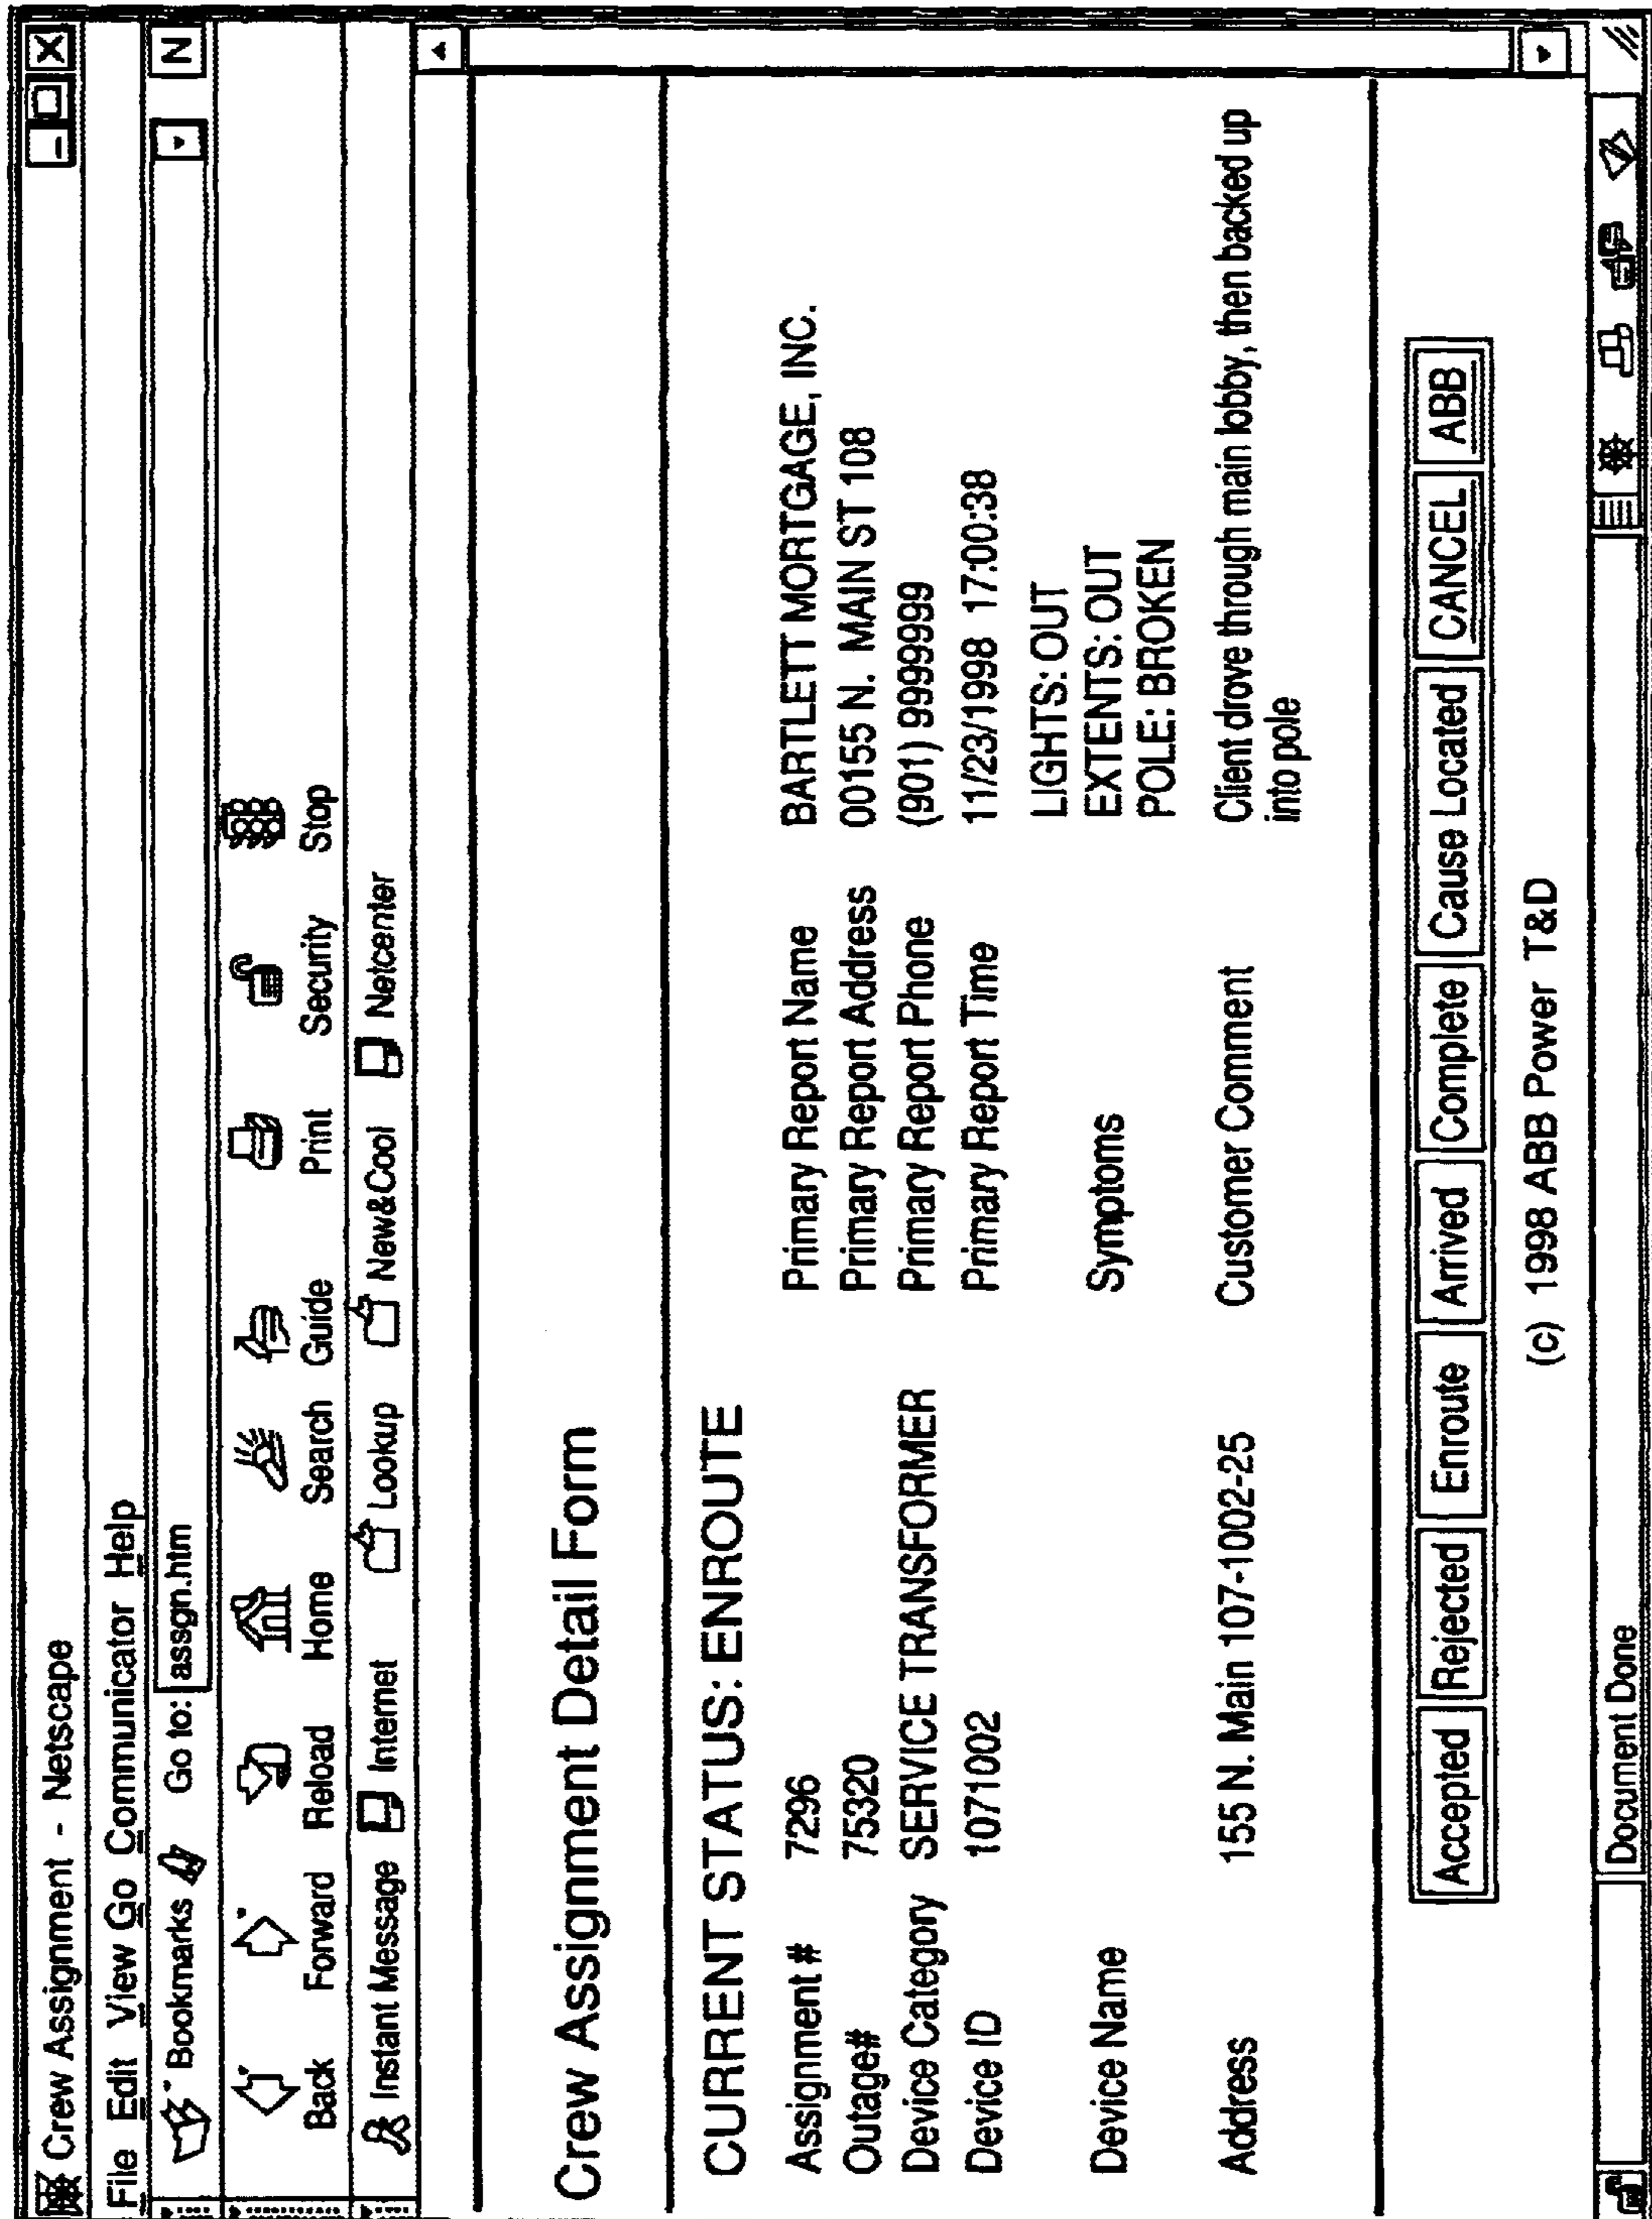 Crew Assignment - Netscape
File Edit View Go Communicator Help
Bookmarks Go to: assgn.htm N
Back Forward Reload Home Search Guide Print Security Stop
Instant Message Internet Lookup New&Cool Netcenter
Crew Assignment Detail Form
CURRENT STATUS: ENROUTE
Assignment # 7296 Primary Report Name BARTLETT MORTGAGE, INC.
Outage# 75320 Primary Report Address 00155 N. MAIN ST 108
Device Category SERVICE TRANSFORMER Primary Report Phone (901) 9999999
Device ID 1071002 Primary Report Time 11/23/1998 17:00:38
LIGHTS: OUT
Device Name Symptoms EXTENTS: OUT
POLE: BROKEN
Address 155 N. Main 107-1002-25 Customer Comment Client drove through main lobby, then backed up
into pole
Accepted Rejected Enroute Arrived Complete Cause Located CANCEL ABB
(c) 1998 ABB Power T&D
Document Done